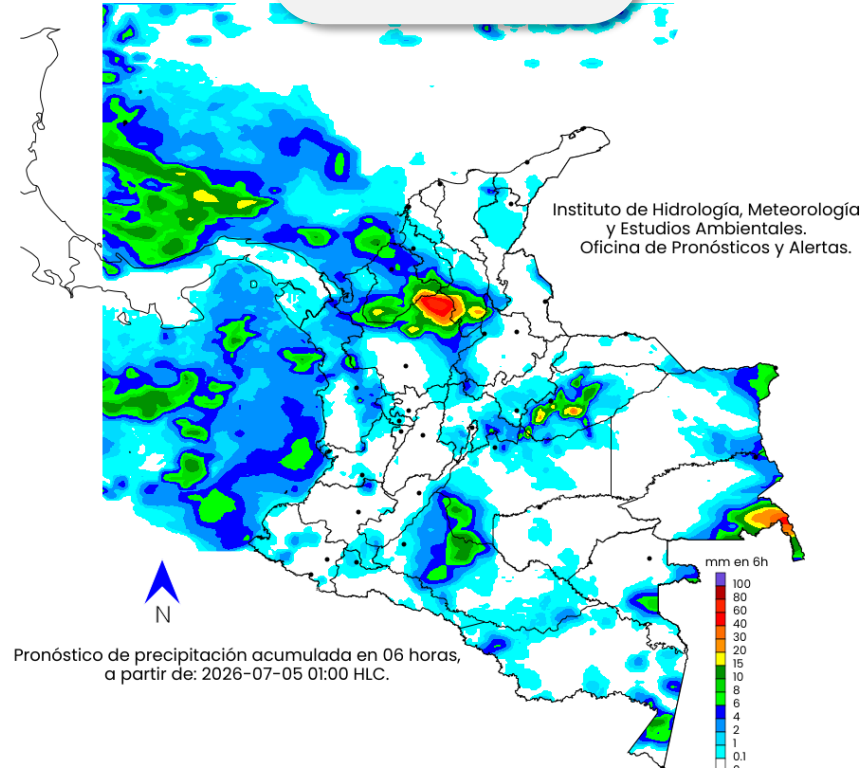 Instituto de Hidrología, Meteorología
y Estudios Ambientales.
Oficina de Pronósticos y Alertas.
N
mm en 6h
100
80
60
40
30
20
15
10
8
6
4
2
1
0.1
Pronóstico de precipitación acumulada en 06 horas,
a partir de: 2026-07-05 01:00 HLC.